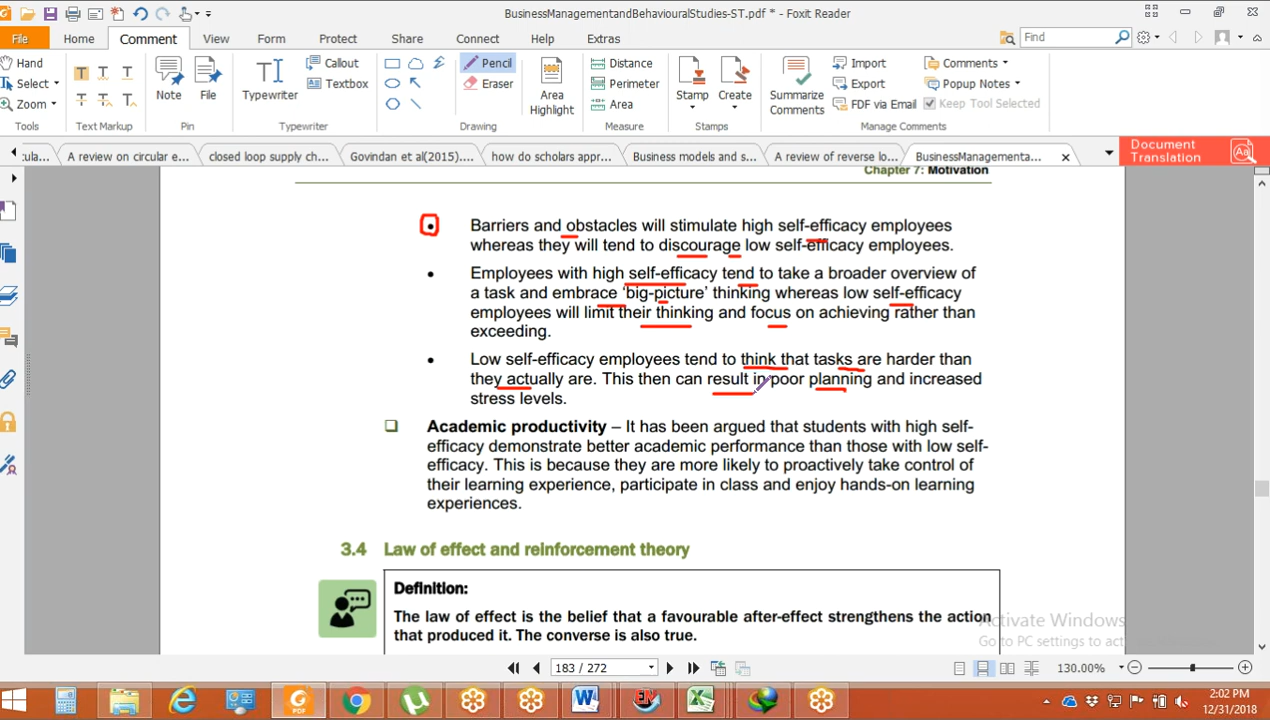 BusinessManagementandBehaviouralStudies-ST.pdf * - Foxit Reader
File Home Comment View Form Protect Share Connect Help Extras
Find
Hand
Select
Zoom
Tools
Text Markup
Note
File
Pin
Typewriter
Callout
Textbox
Typewriter
Pencil
Eraser
Area
Highlight
Drawing
Distance
Perimeter
Area
Measure
Stamp
Create
Stamps
Summarize
Comments
Import
Export
FDF via Email
Comments
Popup Notes
Keep Tool Selected
Manage Comments
cula... A review on circular e... closed loop supply ch... Govindan et al(2015).... how do scholars appr... Business models and s... A review of reverse lo... BusinessManagementa...
Document
Translation
Chapter 7: Motivation
• Barriers and obstacles will stimulate high self-efficacy employees
whereas they will tend to discourage low self-efficacy employees.
• Employees with high self-efficacy tend to take a broader overview of
a task and embrace ‘big-picture’ thinking whereas low self-efficacy
employees will limit their thinking and focus on achieving rather than
exceeding.
• Low self-efficacy employees tend to think that tasks are harder than
they actually are. This then can result in poor planning and increased
stress levels.
❑ Academic productivity – It has been argued that students with high self-
efficacy demonstrate better academic performance than those with low self-
efficacy. This is because they are more likely to proactively take control of
their learning experience, participate in class and enjoy hands-on learning
experiences.
3.4 Law of effect and reinforcement theory
Definition:
The law of effect is the belief that a favourable after-effect strengthens the action
that produced it. The converse is also true.
Activate Windows
Go to PC settings to act
183 / 272
130.00%
2:02 PM
12/31/2018